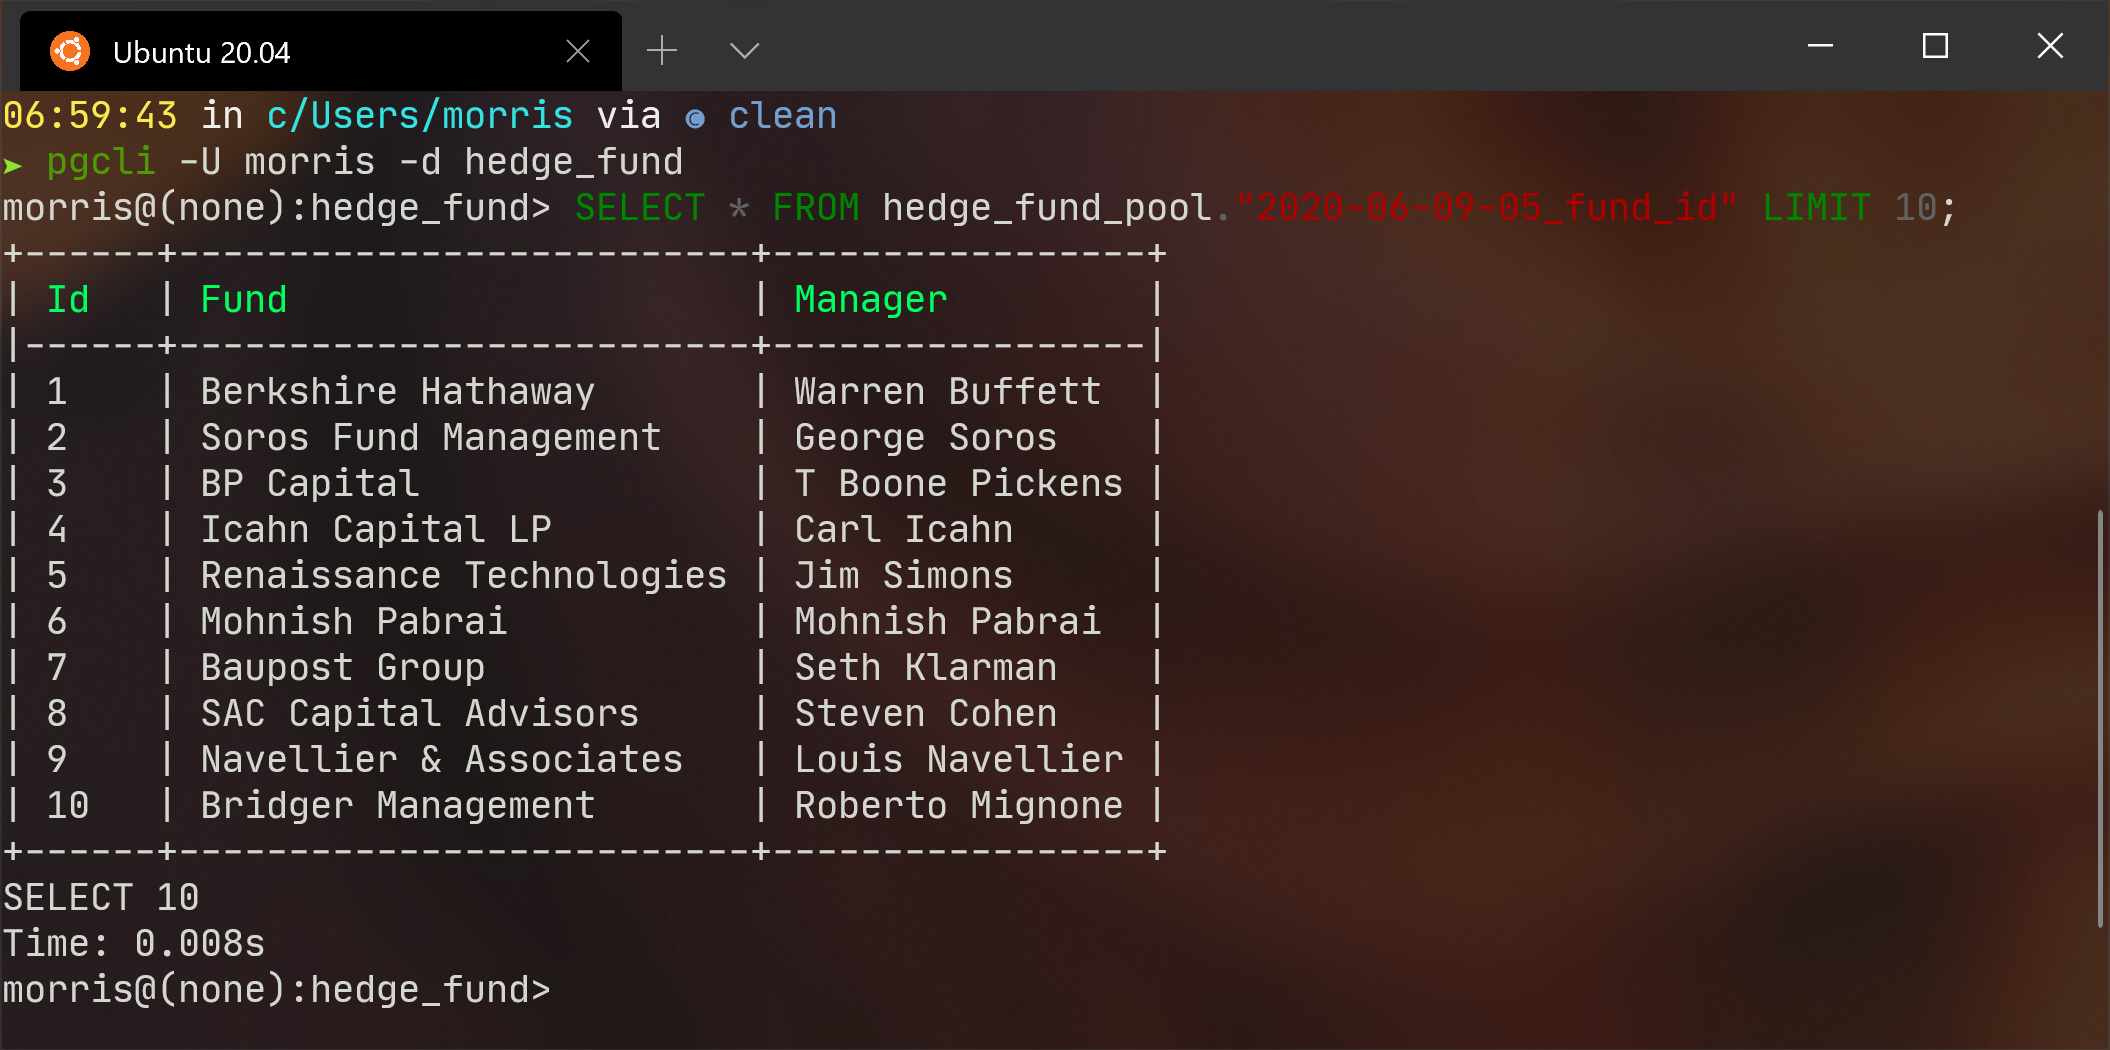 Ubuntu 20.04
06:59:43 in c/Users/morris via clean
➤ pgcli -U morris -d hedge_fund
morris@(none):hedge_fund> SELECT * FROM hedge_fund_pool."2020-06-09-05_fund_id" LIMIT 10;
+------+--------------------------+-----------------+
| Id   | Fund                     | Manager         |
|------+--------------------------+-----------------|
| 1    | Berkshire Hathaway       | Warren Buffett  |
| 2    | Soros Fund Management    | George Soros    |
| 3    | BP Capital               | T Boone Pickens |
| 4    | Icahn Capital LP         | Carl Icahn      |
| 5    | Renaissance Technologies | Jim Simons      |
| 6    | Mohnish Pabrai           | Mohnish Pabrai  |
| 7    | Baupost Group            | Seth Klarman    |
| 8    | SAC Capital Advisors     | Steven Cohen    |
| 9    | Navellier & Associates   | Louis Navellier |
| 10   | Bridger Management       | Roberto Mignone |
+------+--------------------------+-----------------+
SELECT 10
Time: 0.008s
morris@(none):hedge_fund>